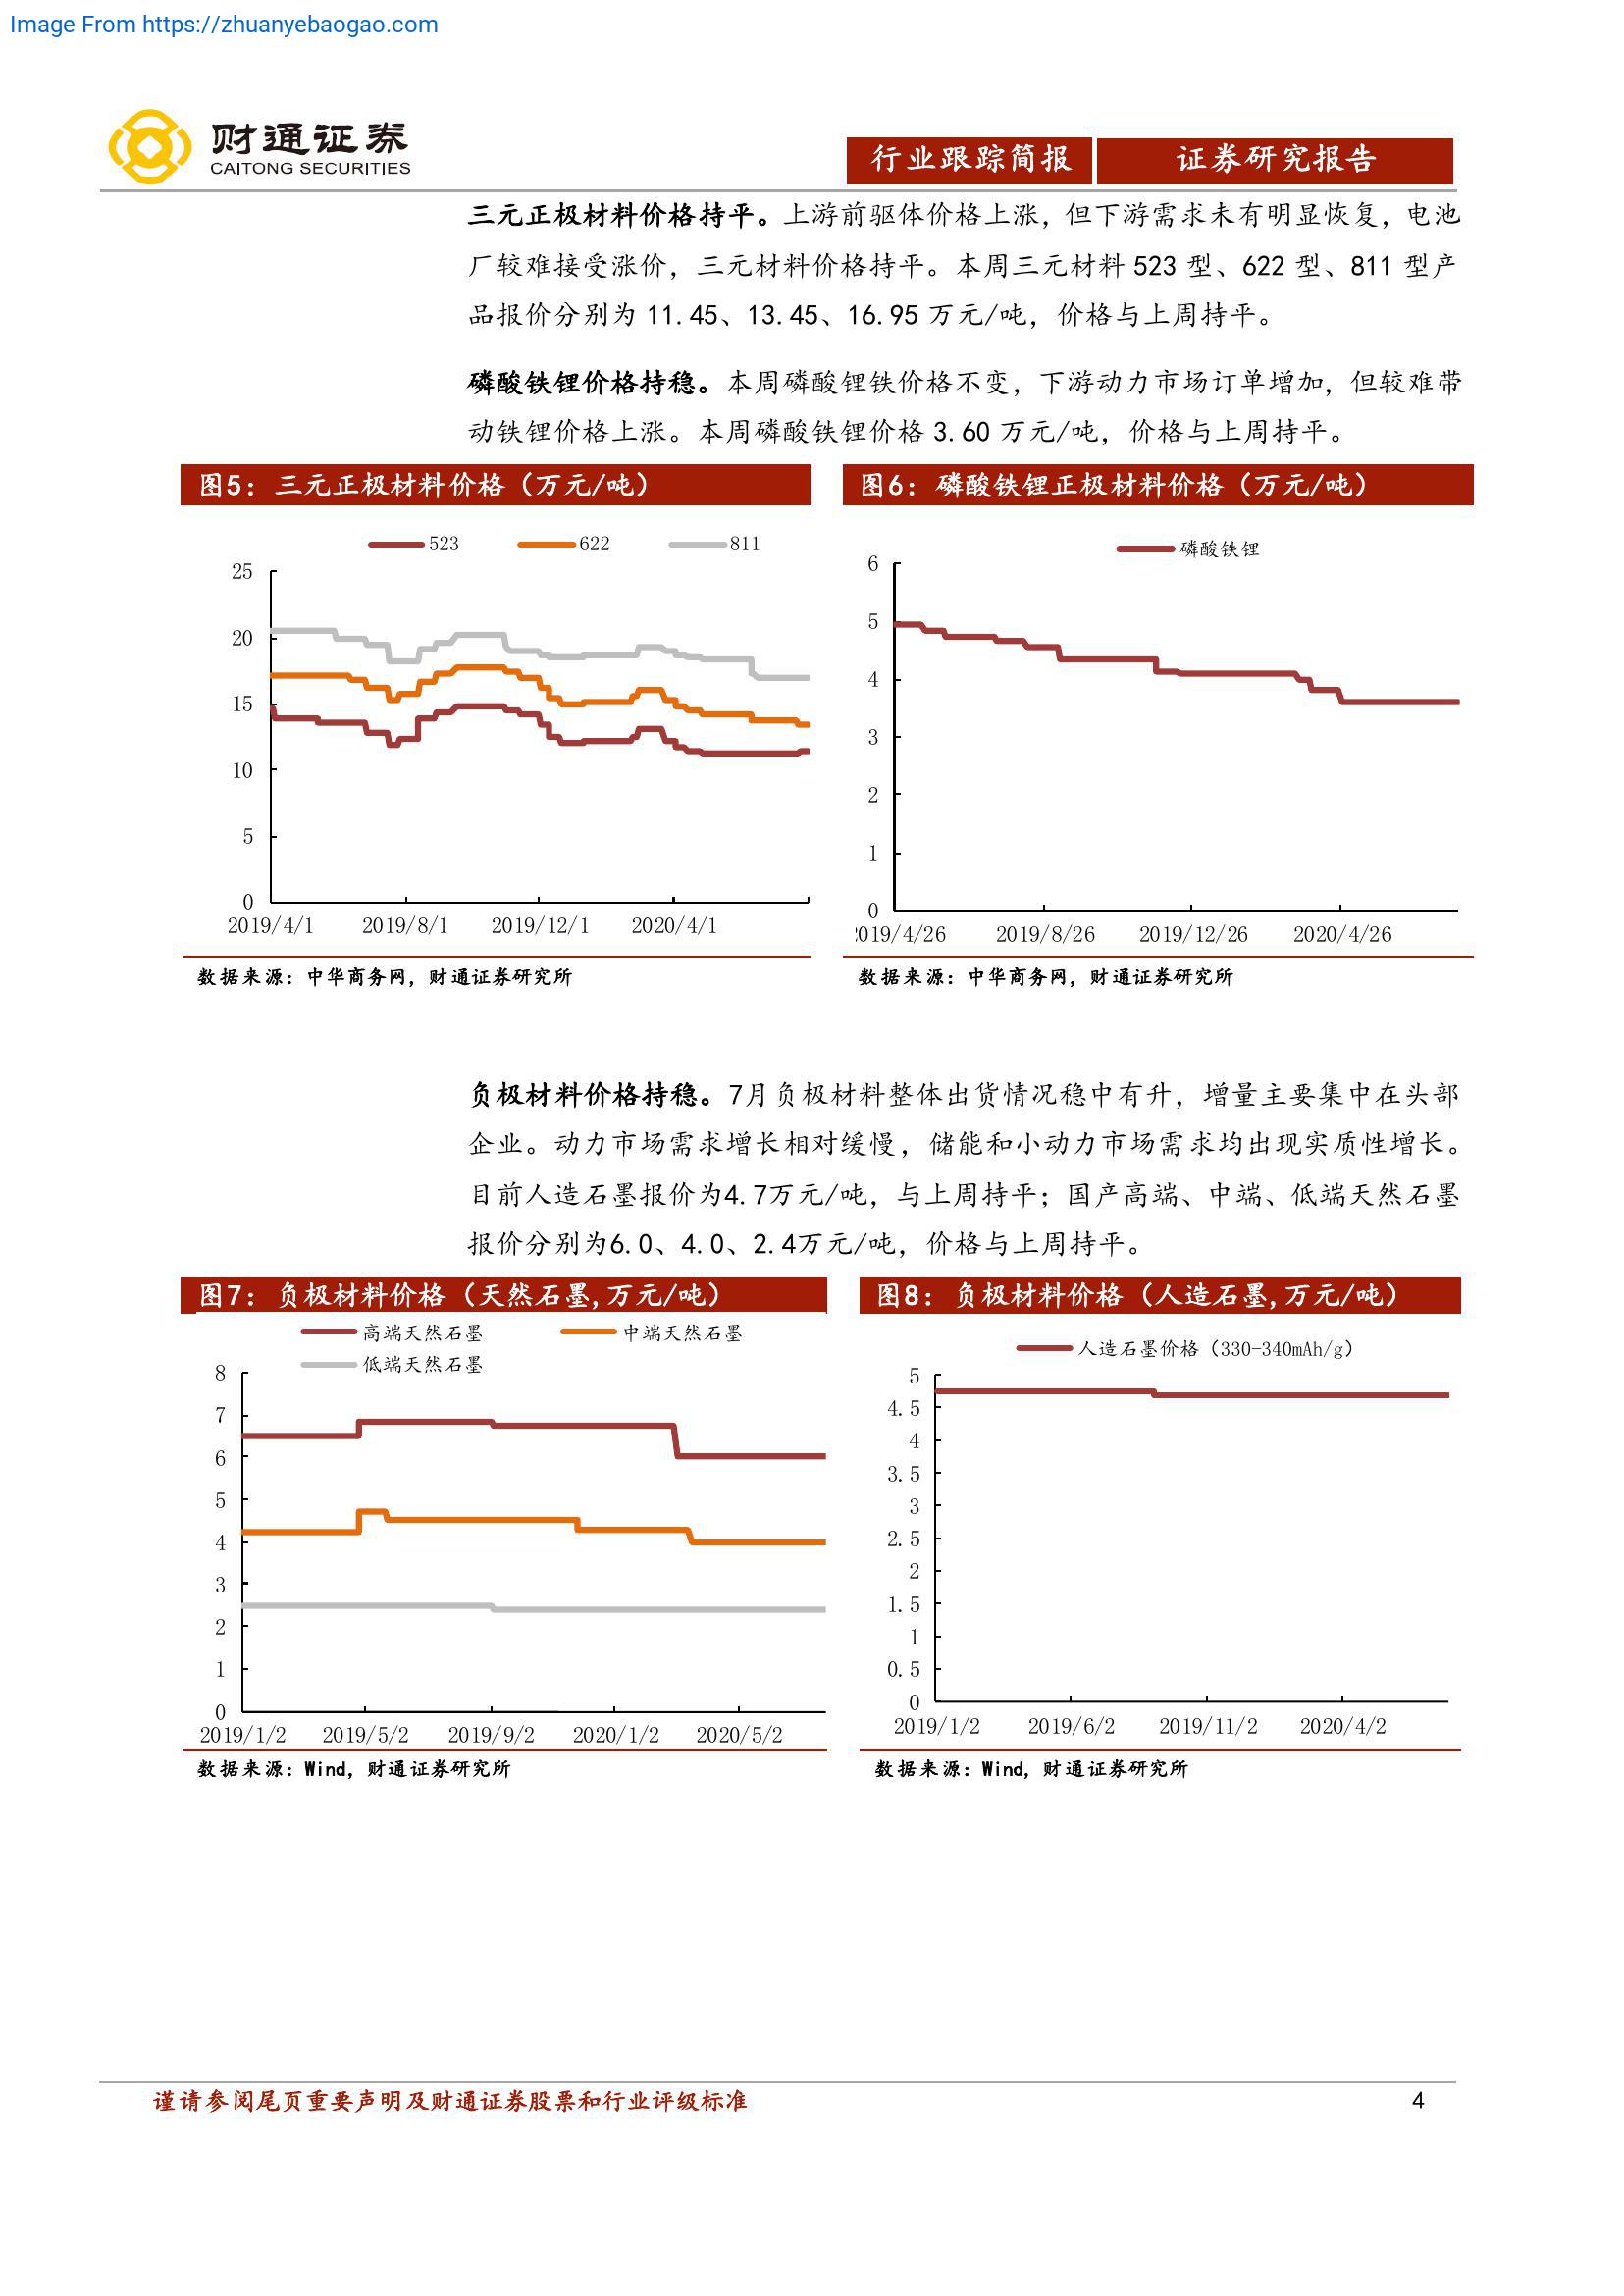 Image From https://zhuanyebaogao.com
财通证券
CAITONG SECURITIES
行业跟踪简报
证券研究报告
三元正极材料价格持平。上游前驱体价格上涨，但下游需求未有明显恢复，电池
厂较难接受涨价，三元材料价格持平。本周三元材料 523 型、622 型、811 型产
品报价分别为 11.45、13.45、16.95 万元/吨，价格与上周持平。
磷酸铁锂价格持稳。本周磷酸锂铁价格不变，下游动力市场订单增加，但较难带
动铁锂价格上涨。本周磷酸铁锂价格 3.60 万元/吨，价格与上周持平。
图5：三元正极材料价格（万元/吨）
523 622 811
25
20
15
10
5
0
2019/4/1 2019/8/1 2019/12/1 2020/4/1
数据来源：中华商务网，财通证券研究所
图6：磷酸铁锂正极材料价格（万元/吨）
磷酸铁锂
6
5
4
3
2
1
0
019/4/26 2019/8/26 2019/12/26 2020/4/26
数据来源：中华商务网，财通证券研究所
负极材料价格持稳。7月负极材料整体出货情况稳中有升，增量主要集中在头部
企业。动力市场需求增长相对缓慢，储能和小动力市场需求均出现实质性增长。
目前人造石墨报价为4.7万元/吨，与上周持平；国产高端、中端、低端天然石墨
报价分别为6.0、4.0、2.4万元/吨，价格与上周持平。
图7：负极材料价格（天然石墨,万元/吨）
高端天然石墨 中端天然石墨
低端天然石墨
8
7
6
5
4
3
2
1
0
2019/1/2 2019/5/2 2019/9/2 2020/1/2 2020/5/2
数据来源：Wind，财通证券研究所
图8：负极材料价格（人造石墨,万元/吨）
人造石墨价格（330-340mAh/g）
5
4.5
4
3.5
3
2.5
2
1.5
1
0.5
0
2019/1/2 2019/6/2 2019/11/2 2020/4/2
数据来源：Wind，财通证券研究所
谨请参阅尾页重要声明及财通证券股票和行业评级标准
4